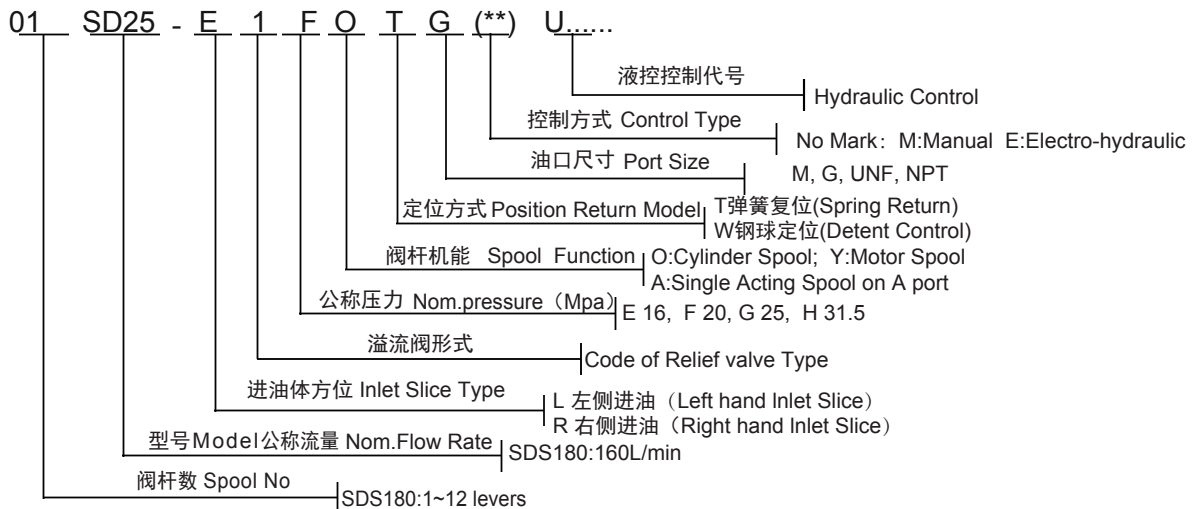 01 SD25 - E 1 F O T G (**) U......
液控控制代号
Hydraulic Control
控制方式 Control Type
No Mark: M:Manual E:Electro-hydraulic
油口尺寸 Port Size
M, G, UNF, NPT
定位方式 Position Return Model
T弹簧复位(Spring Return)
W钢球定位(Detent Control)
阀杆机能 Spool Function
O:Cylinder Spool; Y:Motor Spool
A:Single Acting Spool on A port
公称压力 Nom.pressure（Mpa）
E 16, F 20, G 25, H 31.5
溢流阀形式
Code of Relief valve Type
进油体方位 Inlet Slice Type
L 左侧进油（Left hand Inlet Slice）
R 右侧进油（Right hand Inlet Slice）
型号Model公称流量 Nom.Flow Rate
SDS180:160L/min
阀杆数 Spool No
SDS180:1~12 levers